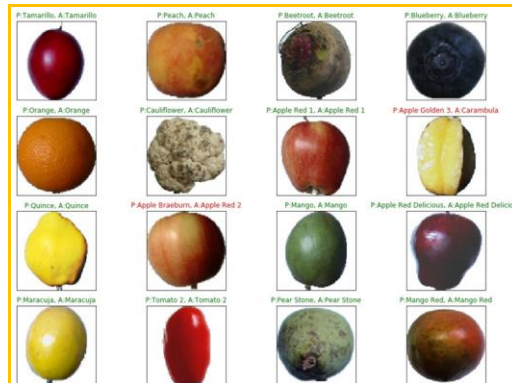 P:Tamarillo, A:Tamarillo
P:Peach, A:Peach
P:Beetroot, A:Beetroot
P:Blueberry, A:Blueberry
P:Orange, A:Orange
P:Cauliflower, A:Cauliflower
P:Apple Red 1, A:Apple Red 1
P:Apple Golden 3, A:Carambula
P:Quince, A:Quince
P:Apple Braeburn, A:Apple Red 2
P:Mango, A:Mango
P:Apple Red Delicious, A:Apple Red Delicio
P:Maracuja, A:Maracuja
P:Tomato 2, A:Tomato 2
P:Pear Stone, A:Pear Stone
P:Mango Red, A:Mango Red